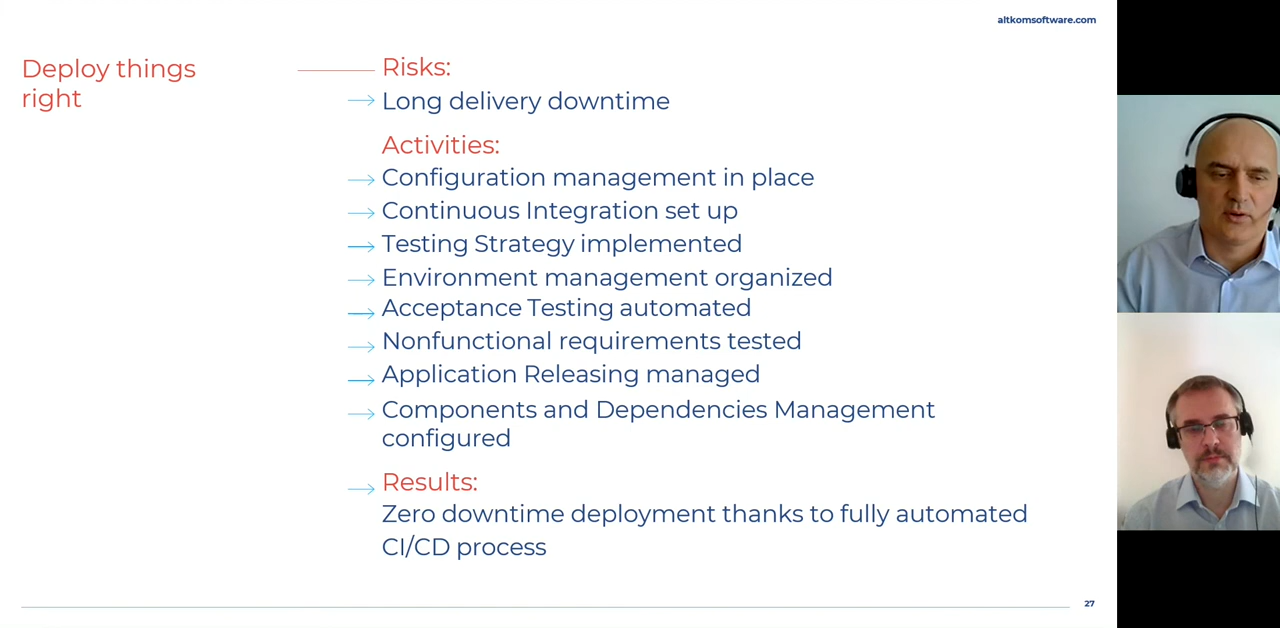 altkomsoftware.com
Deploy things
right
Risks:
Long delivery downtime
Activities:
Configuration management in place
Continuous Integration set up
Testing Strategy implemented
Environment management organized
Acceptance Testing automated
Nonfunctional requirements tested
Application Releasing managed
Components and Dependencies Management
configured
Results:
Zero downtime deployment thanks to fully automated
CI/CD process
27